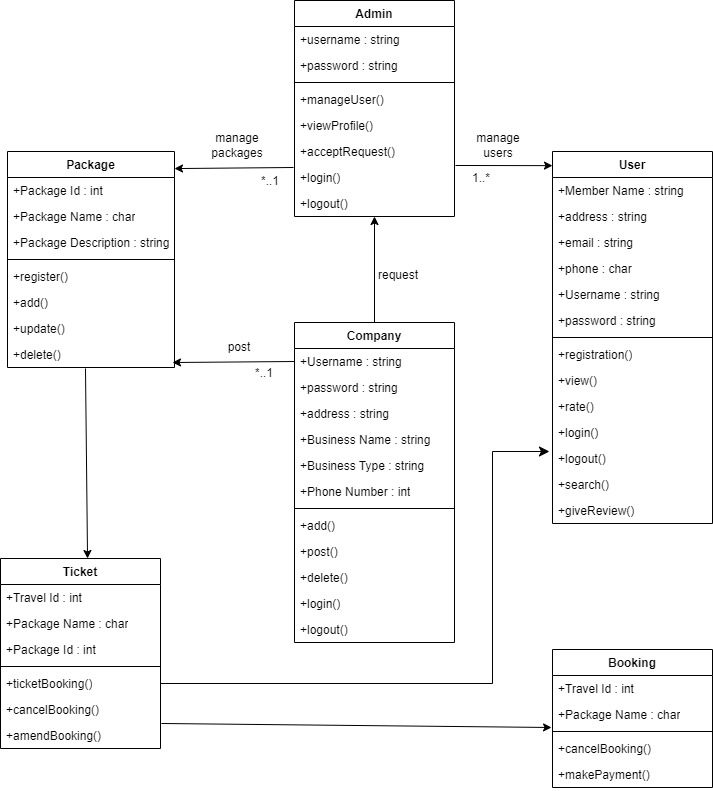 Admin
+username : string
+password : string
+manageUser()
+viewProfile()
+acceptRequest()
+login()
+logout()
manage
packages
*..1
manage
users
1..*
Package
+Package Id : int
+Package Name : char
+Package Description : string
+register()
+add()
+update()
+delete()
User
+Member Name : string
+address : string
+email : string
+phone : char
+Username : string
+password : string
+registration()
+view()
+rate()
+login()
+logout()
+search()
+giveReview()
request
post
*..1
Company
+Username : string
+password : string
+address : string
+Business Name : string
+Business Type : string
+Phone Number : int
+add()
+post()
+delete()
+login()
+logout()
Ticket
+Travel Id : int
+Package Name : char
+Package Id : int
+ticketBooking()
+cancelBooking()
+amendBooking()
Booking
+Travel Id : int
+Package Name : char
+cancelBooking()
+makePayment()